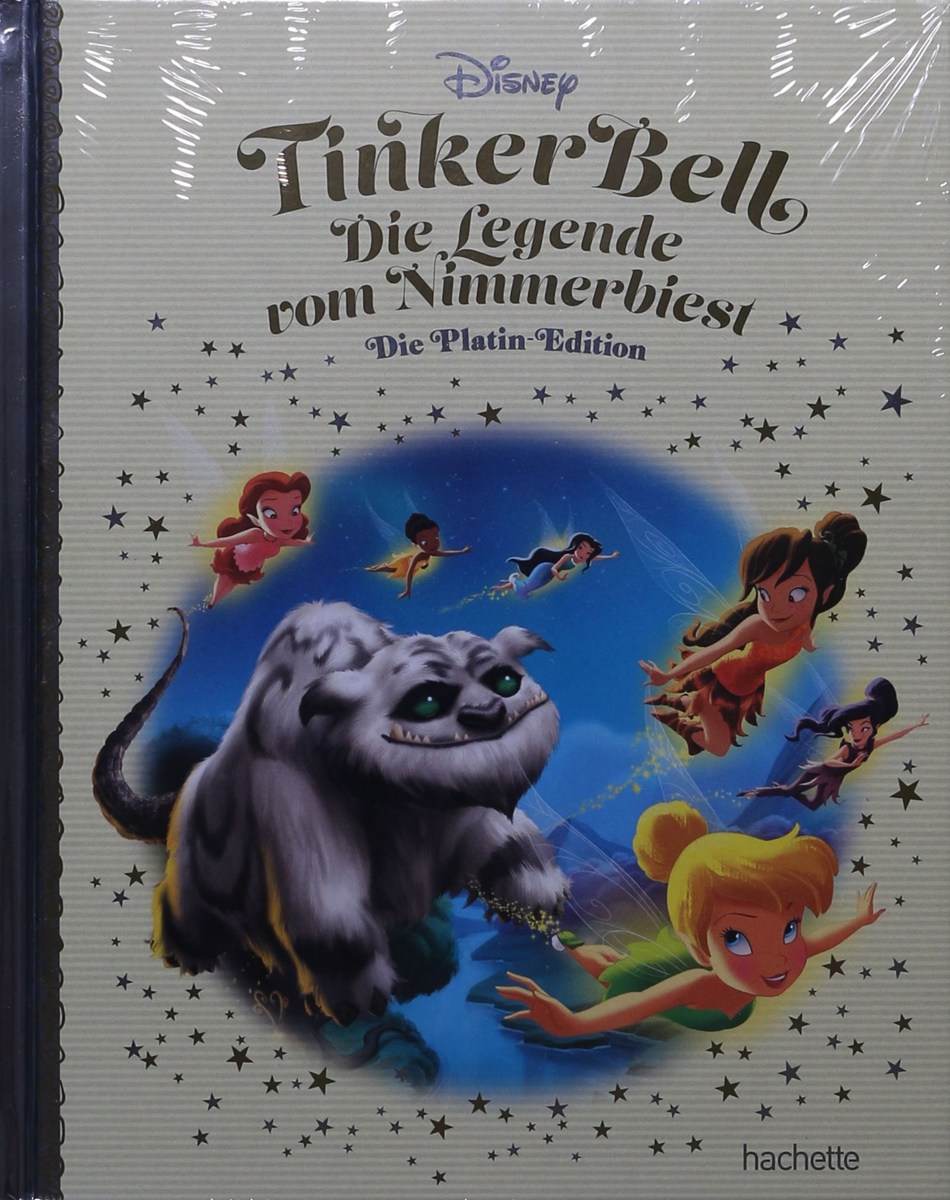 Disney
TinkerBell
Die Legende
vom Nimmerbiest
Die Platin-Edition
hachette